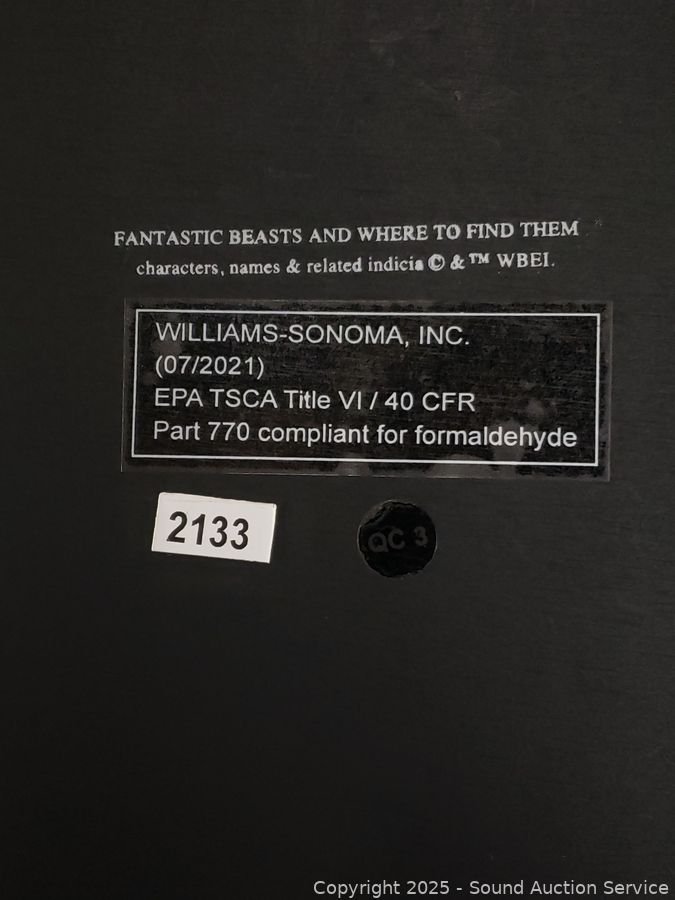 FANTASTIC BEASTS AND WHERE TO FIND THEM
characters, names & related indicia © & ™ WBEI.
WILLIAMS-SONOMA, INC.
(07/2021)
EPA TSCA Title VI / 40 CFR
Part 770 compliant for formaldehyde
2133
QC 3
Copyright 2025 - Sound Auction Service